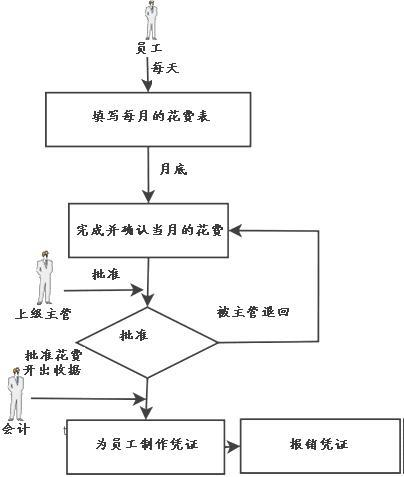 员工
每天
填写每月的花费表
月底
完成并确认当月的花费
批准
上级主管
被主管退回
批准
批准花费
开出收据
会计
为员工制作凭证
报销凭证